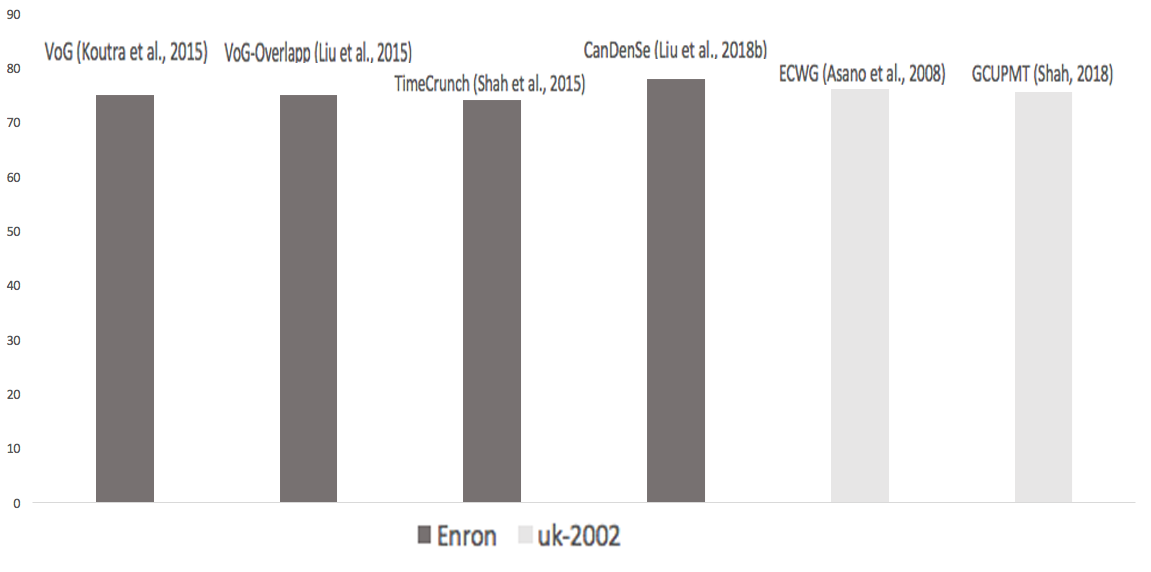 90
80
70
60
50
40
30
20
10
0
VoG (Koutra et al., 2015)
VoG-Overlapp (Liu et al., 2015)
TimeCrunch (Shah et al., 2015)
CanDenSe (Liu et al., 2018b)
ECWG (Asano et al., 2008)
GCUPMT (Shah, 2018)
Enron
uk-2002